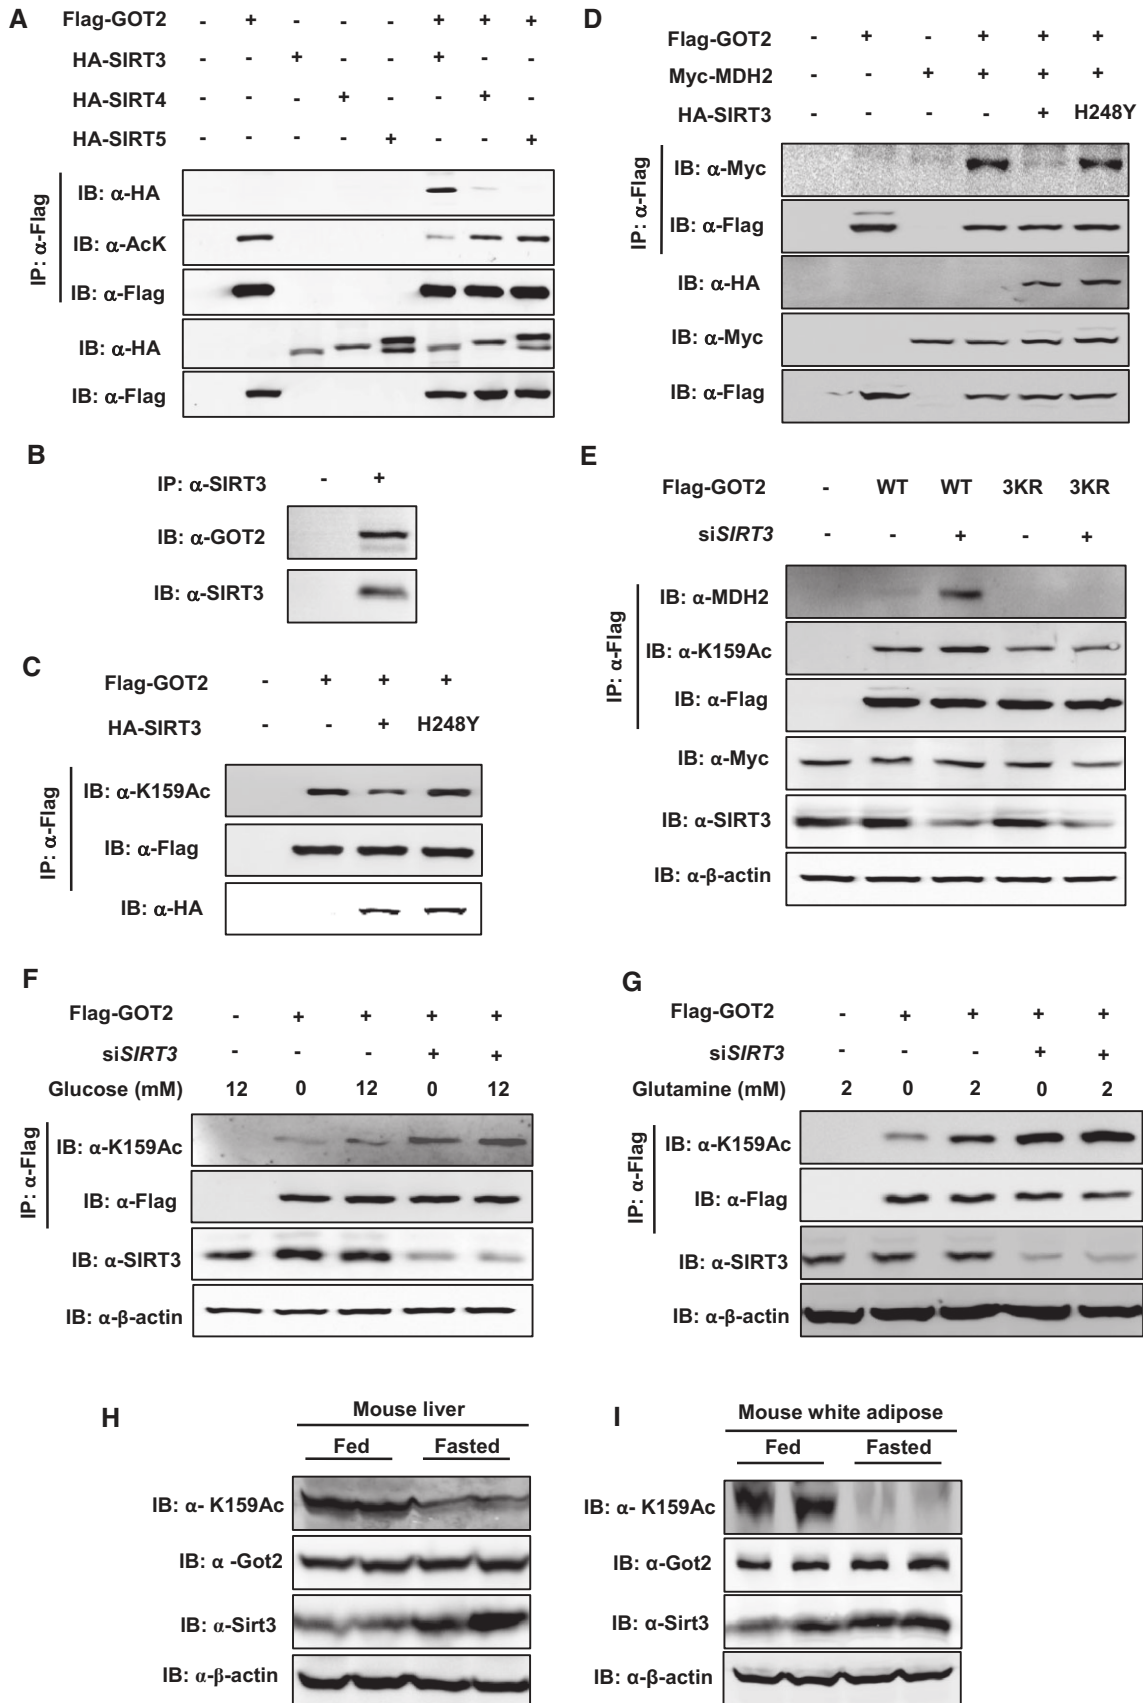 A
Flag-GOT2 - + - - - + + +
HA-SIRT3 - - + - - + - -
HA-SIRT4 - - - + - - + -
HA-SIRT5 - - - - + - - +
IP: α-Flag
IB: α-HA
IB: α-AcK
IB: α-Flag
IB: α-HA
IB: α-Flag
B
IP: α-SIRT3 - +
IB: α-GOT2
IB: α-SIRT3
C
Flag-GOT2 - + + +
HA-SIRT3 - - + H248Y
IP: α-Flag
IB: α-K159Ac
IB: α-Flag
IB: α-HA
D
Flag-GOT2 - + - + + +
Myc-MDH2 - - + + + +
HA-SIRT3 - - - - + H248Y
IP: α-Flag
IB: α-Myc
IB: α-Flag
IB: α-HA
IB: α-Myc
IB: α-Flag
E
Flag-GOT2 - WT WT 3KR 3KR
siSIRT3 - - + - +
IP: α-Flag
IB: α-MDH2
IB: α-K159Ac
IB: α-Flag
IB: α-Myc
IB: α-SIRT3
IB: α-β-actin
F
Flag-GOT2 - + + + +
siSIRT3 - - - + +
Glucose (mM) 12 0 12 0 12
IP: α-Flag
IB: α-K159Ac
IB: α-Flag
IB: α-SIRT3
IB: α-β-actin
G
Flag-GOT2 - + + + +
siSIRT3 - - - + +
Glutamine (mM) 2 0 2 0 2
IP: α-Flag
IB: α-K159Ac
IB: α-Flag
IB: α-SIRT3
IB: α-β-actin
H
Mouse liver
Fed Fasted
IB: α- K159Ac
IB: α -Got2
IB: α-Sirt3
IB: α-β-actin
I
Mouse white adipose
Fed Fasted
IB: α- K159Ac
IB: α-Got2
IB: α-Sirt3
IB: α-β-actin